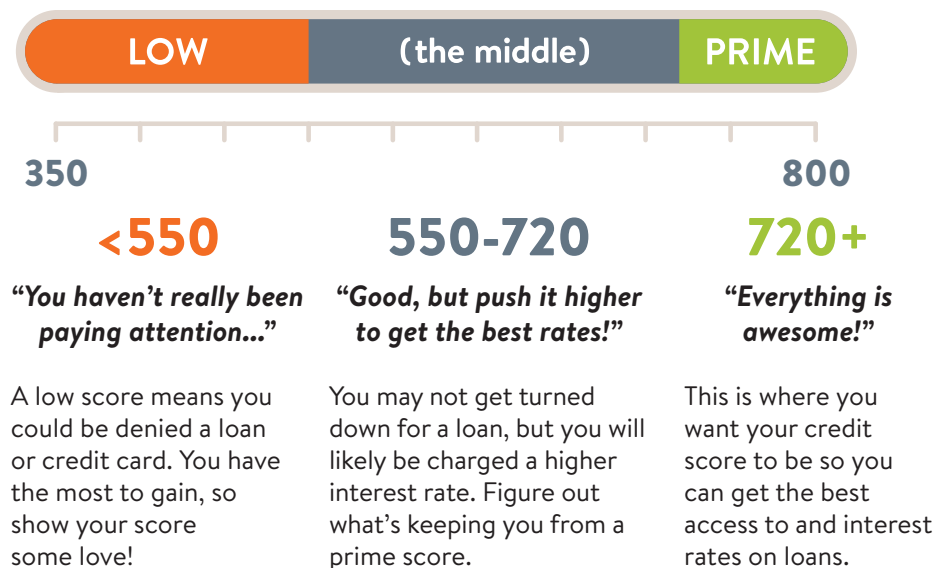 LOW
(the middle)
PRIME
350
800
<550
“You haven’t really been
paying attention...”
A low score means you
could be denied a loan
or credit card. You have
the most to gain, so
show your score
some love!
550-720
“Good, but push it higher
to get the best rates!”
You may not get turned
down for a loan, but you will
likely be charged a higher
interest rate. Figure out
what’s keeping you from a
prime score.
720+
“Everything is
awesome!”
This is where you
want your credit
score to be so you
can get the best
access to and interest
rates on loans.